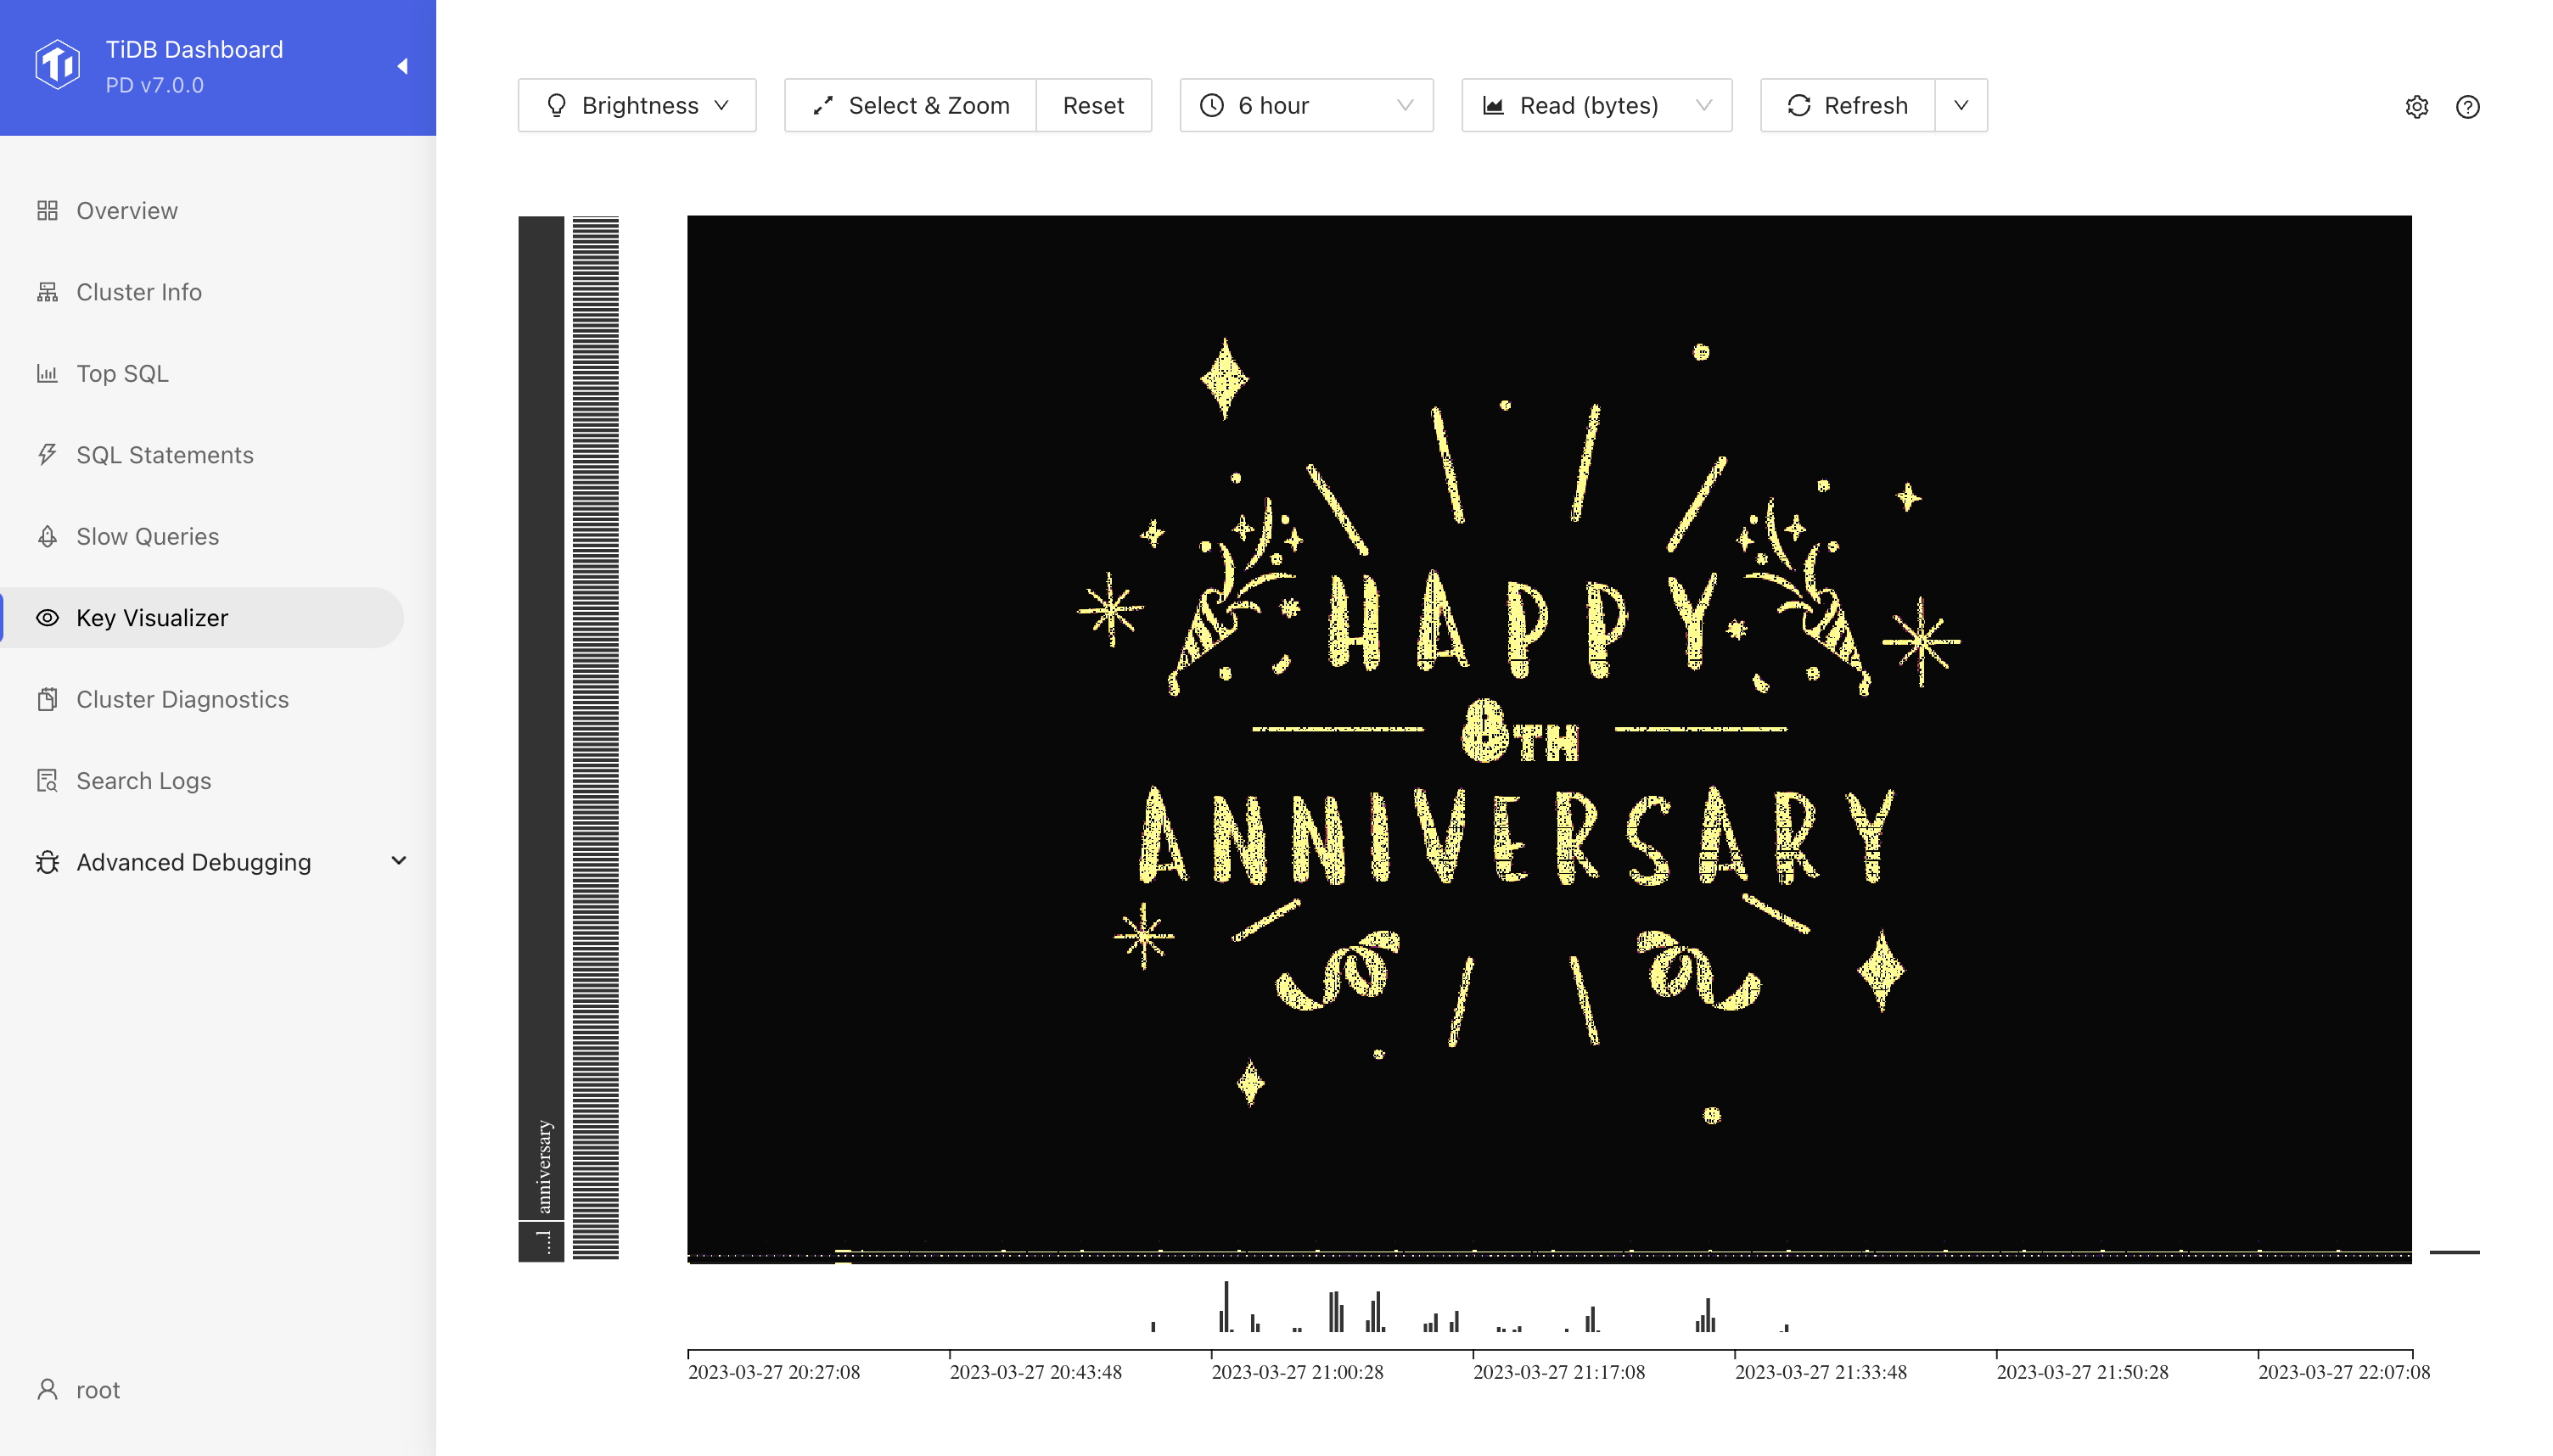 TiDB Dashboard
PD v7.0.0
Overview
Cluster Info
Top SQL
SQL Statements
Slow Queries
Key Visualizer
Cluster Diagnostics
Search Logs
Advanced Debugging
root
Brightness
Select & Zoom
Reset
6 hour
Read (bytes)
Refresh
anniversary
....l
HAPPY
8TH
ANNIVERSARY
2023-03-27 20:27:08
2023-03-27 20:43:48
2023-03-27 21:00:28
2023-03-27 21:17:08
2023-03-27 21:33:48
2023-03-27 21:50:28
2023-03-27 22:07:08